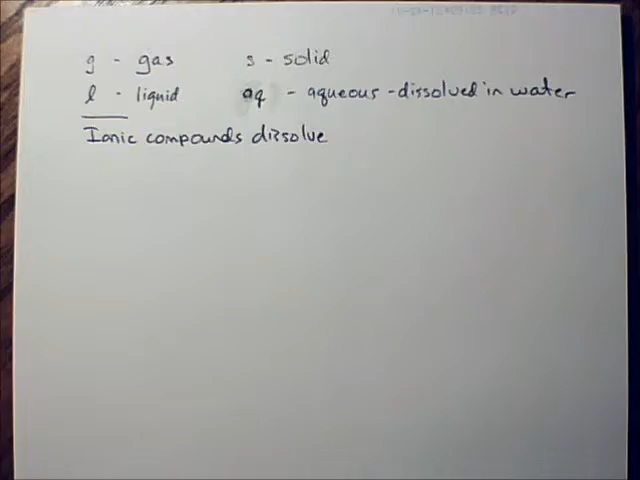 g - gas s - solid
l - liquid aq - aqueous - dissolved in water
Ionic compounds dissolve